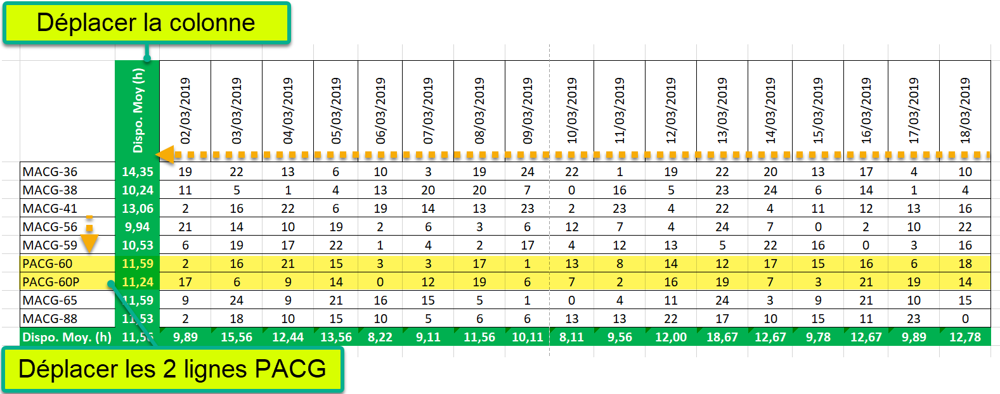 Déplacer la colonne
Dispo. Moy (h) 02/03/2019 03/03/2019 04/03/2019 05/03/2019 06/03/2019 07/03/2019 08/03/2019 09/03/2019 10/03/2019 11/03/2019 12/03/2019 13/03/2019 14/03/2019 15/03/2019 16/03/2019 17/03/2019 18/03/2019
MACG-36 14,35 19 22 13 6 10 3 19 24 22 1 19 22 20 13 17 4 10
MACG-38 10,24 11 5 1 4 13 20 20 7 0 16 5 23 24 6 14 1 4
MACG-41 13,06 2 16 22 6 19 14 13 23 2 23 4 22 4 11 12 13 16
MACG-56 9,94 21 14 10 19 2 6 3 6 12 7 4 24 7 0 2 10 22
MACG-59 10,53 6 19 17 22 1 4 2 17 4 12 13 5 22 16 0 3 16
PACG-60 11,59 2 16 21 15 3 3 17 1 13 8 14 12 17 15 16 6 18
PACG-60P 11,24 17 6 9 14 0 12 19 6 7 2 16 19 7 3 21 19 14
MACG-65 11,59 9 24 9 21 16 15 5 1 0 4 11 24 3 9 21 10 15
MACG-88 11,53 2 18 10 15 10 5 6 6 13 13 22 17 10 15 11 23 0
Dispo. Moy. (h) 11,56 9,89 15,56 12,44 13,56 8,22 9,11 11,56 10,11 8,11 9,56 12,00 18,67 12,67 9,78 12,67 9,89 12,78
Déplacer les 2 lignes PACG